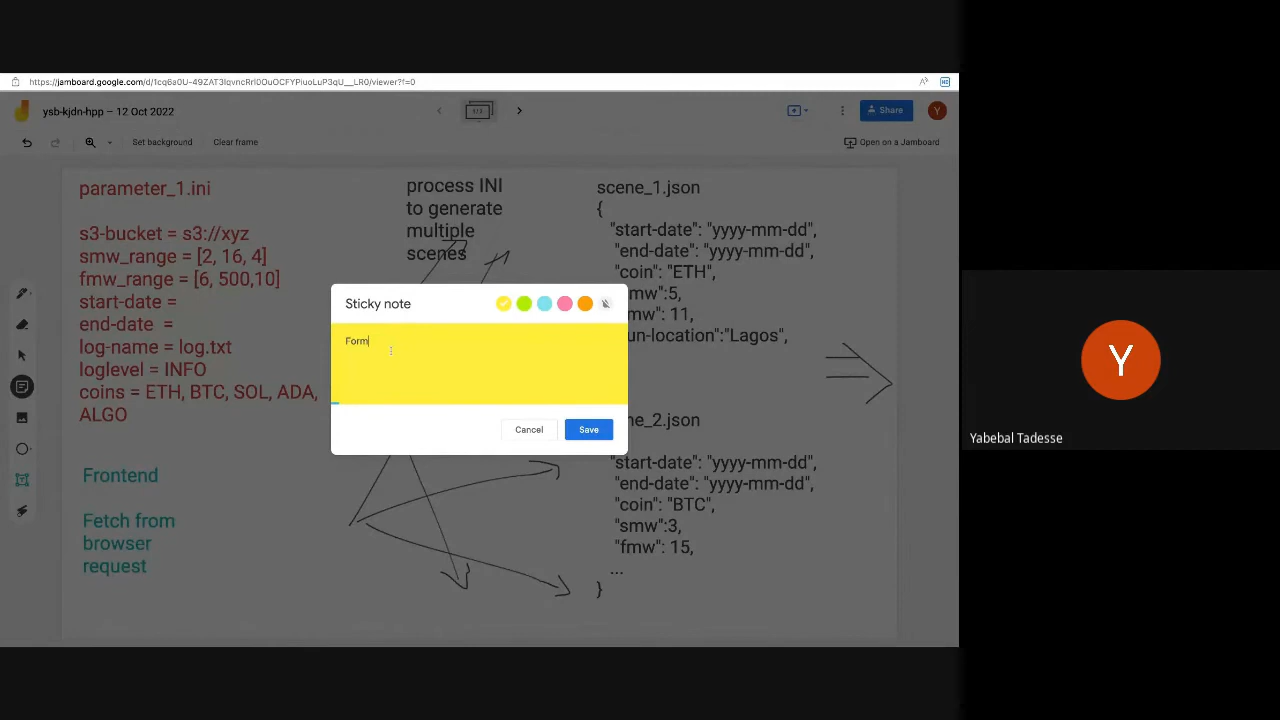 https://jamboard.google.com/d/1cq6a0U-49ZAT3IqvncRrl0OuOCFYPiuoLuP3qU__LR0/viewer?f=0
ysb-kjdn-hpp – 12 Oct 2022
Share
Y
Set background
Clear frame
Open on a Jamboard
parameter_1.ini
s3-bucket = s3://xyz
smw_range = [2, 16, 4]
fmw_range = [6, 500,10]
start-date =
end-date =
log-name = log.txt
loglevel = INFO
coins = ETH, BTC, SOL, ADA,
ALGO
Frontend
Fetch from
browser
request
process INI
to generate
multiple
scenes
Sticky note
Form
Cancel
Save
scene_1.json
{
"start-date": "yyyy-mm-dd",
"end-date": "yyyy-mm-dd",
"coin": "ETH",
mw":5,
mw": 11,
un-location":"Lagos",
ne_2.json
"start-date": "yyyy-mm-dd",
"end-date": "yyyy-mm-dd",
"coin": "BTC",
"smw":3,
"fmw": 15,
...
}
Y
Yabebal Tadesse